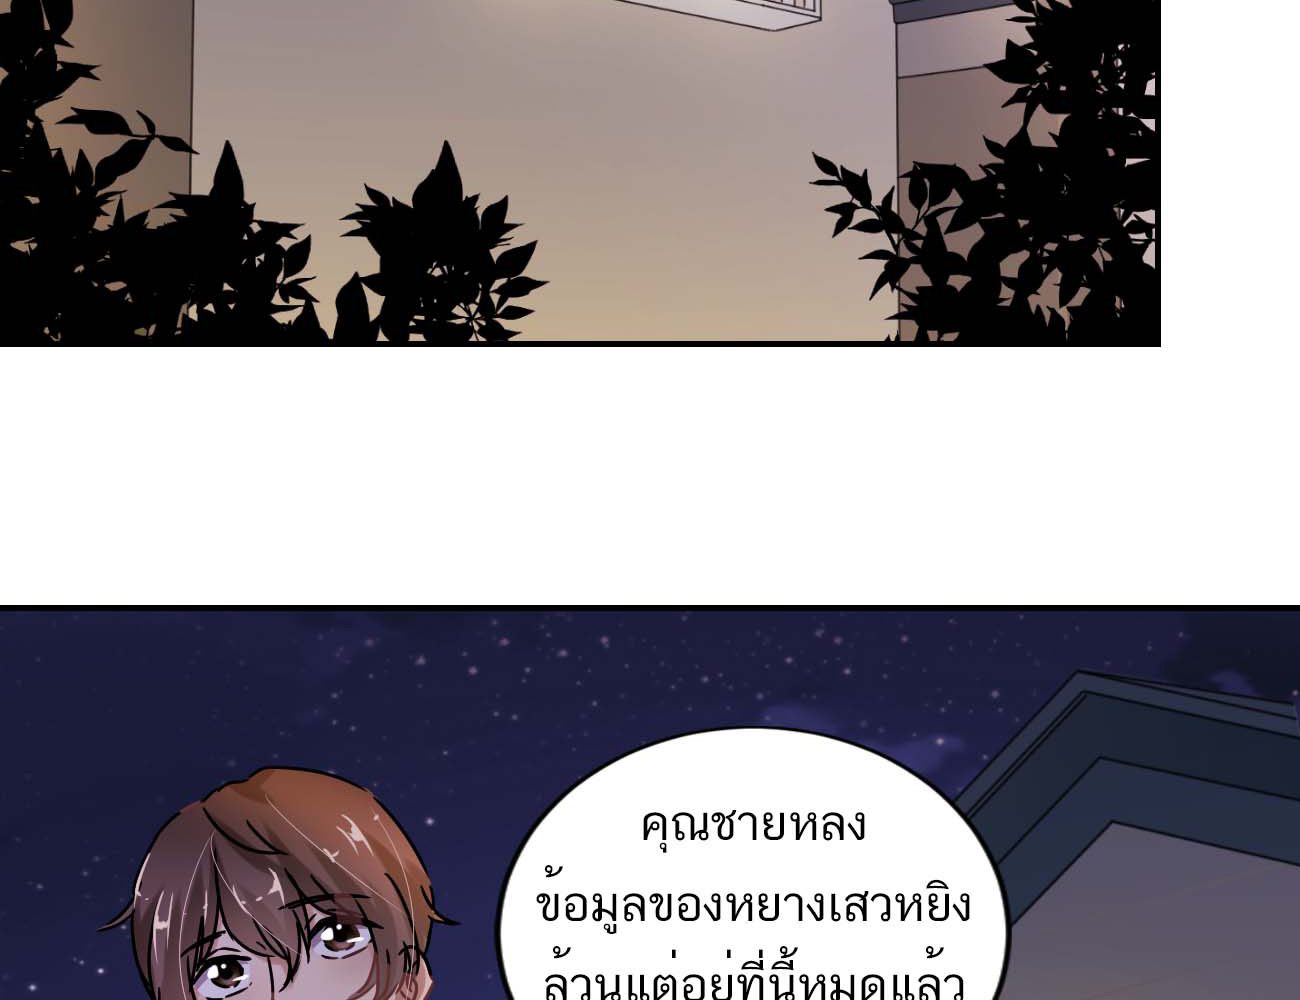 คุณชายหลง
ข้อมูลของหยางเสวหยิง
ล้วนแต่อยู่ที่นี้หมดแล้ว